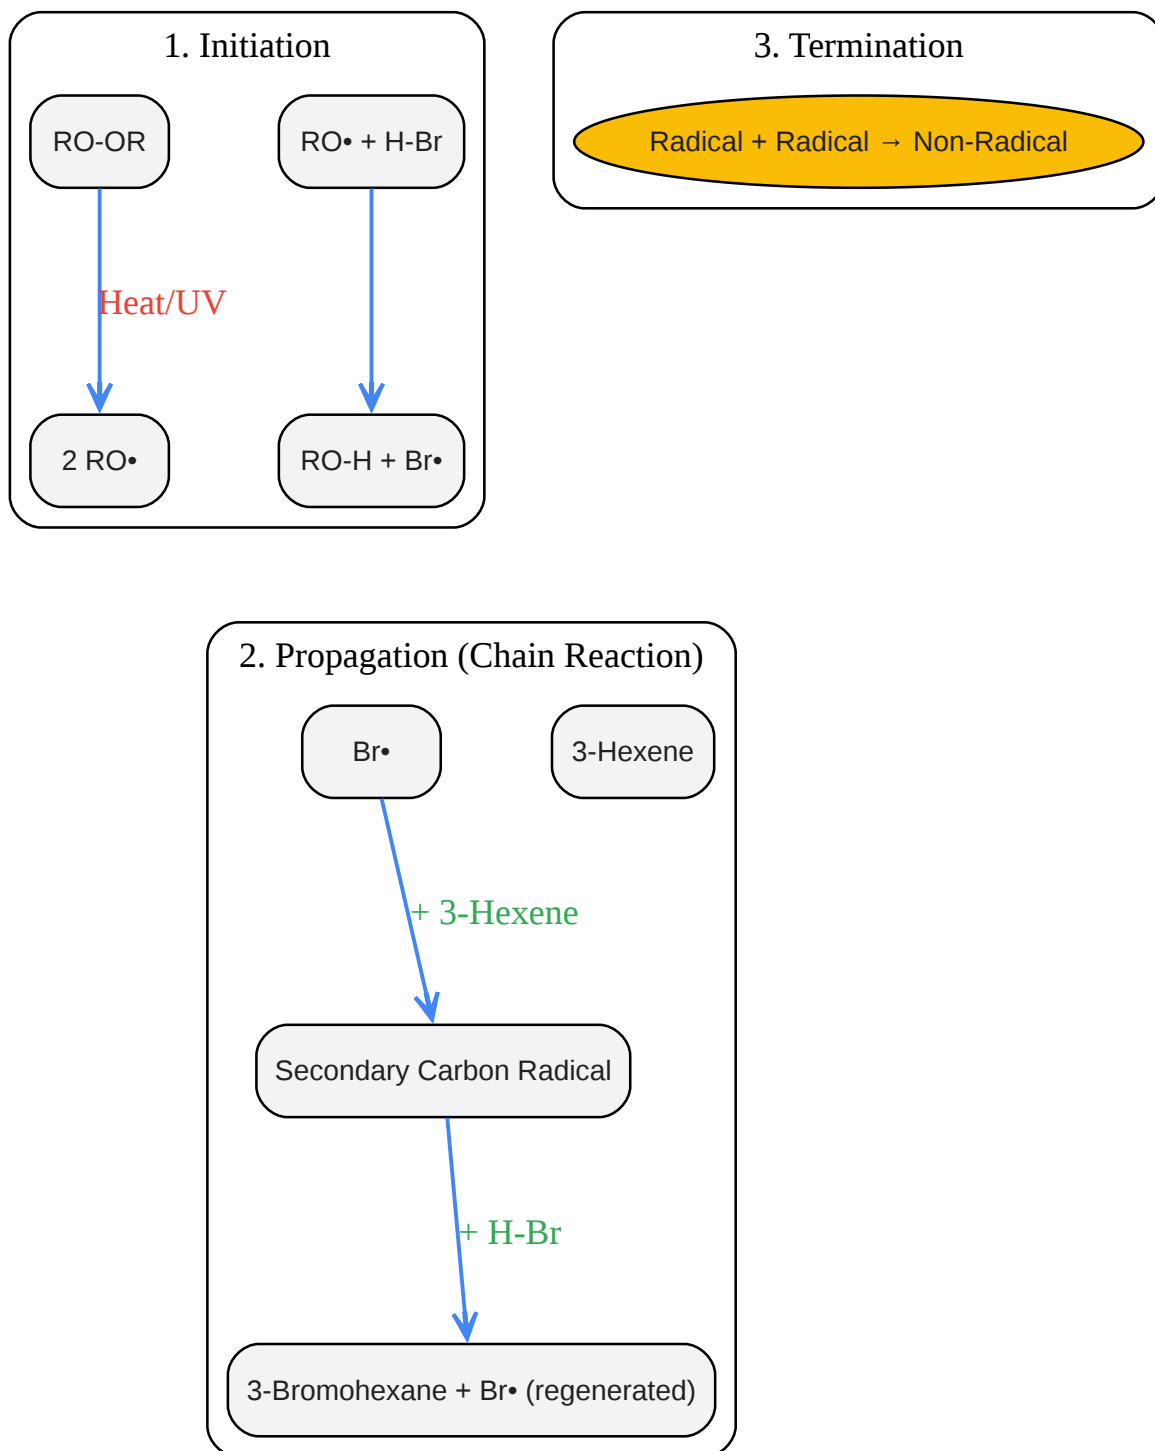 1. Initiation
RO-OR
RO• + H-Br
Heat/UV
2 RO•
RO-H + Br•
3. Termination
Radical + Radical → Non-Radical
2. Propagation (Chain Reaction)
Br•
3-Hexene
+ 3-Hexene
Secondary Carbon Radical
+ H-Br
3-Bromohexane + Br• (regenerated)